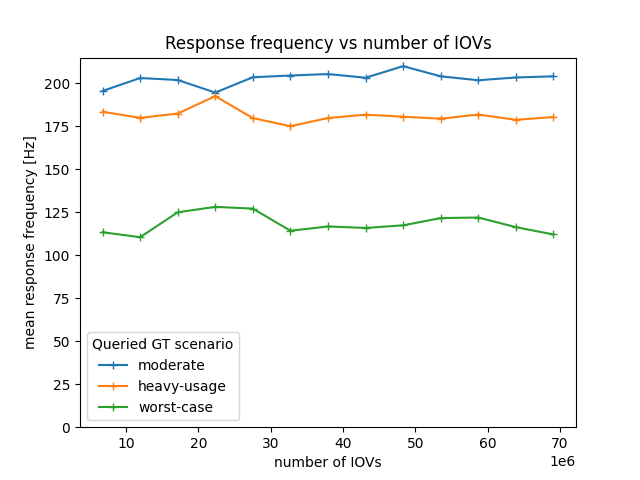 Response frequency vs number of IOVs
mean response frequency [Hz]
200
175
150
125
100
75
50
25
0
Queried GT scenario
moderate
heavy-usage
worst-case
10 20 30 40 50 60 70
number of IOVs
1e6